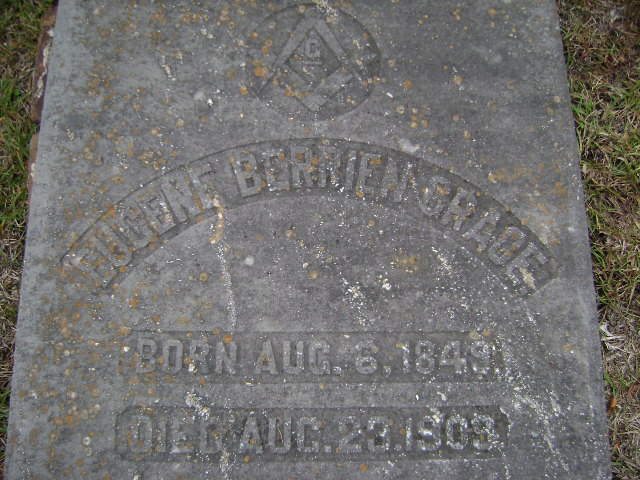 G
EUGENE BERRIEN GRACE
BORN AUG. 6. 1849.
DIED AUG. 23. 1903.